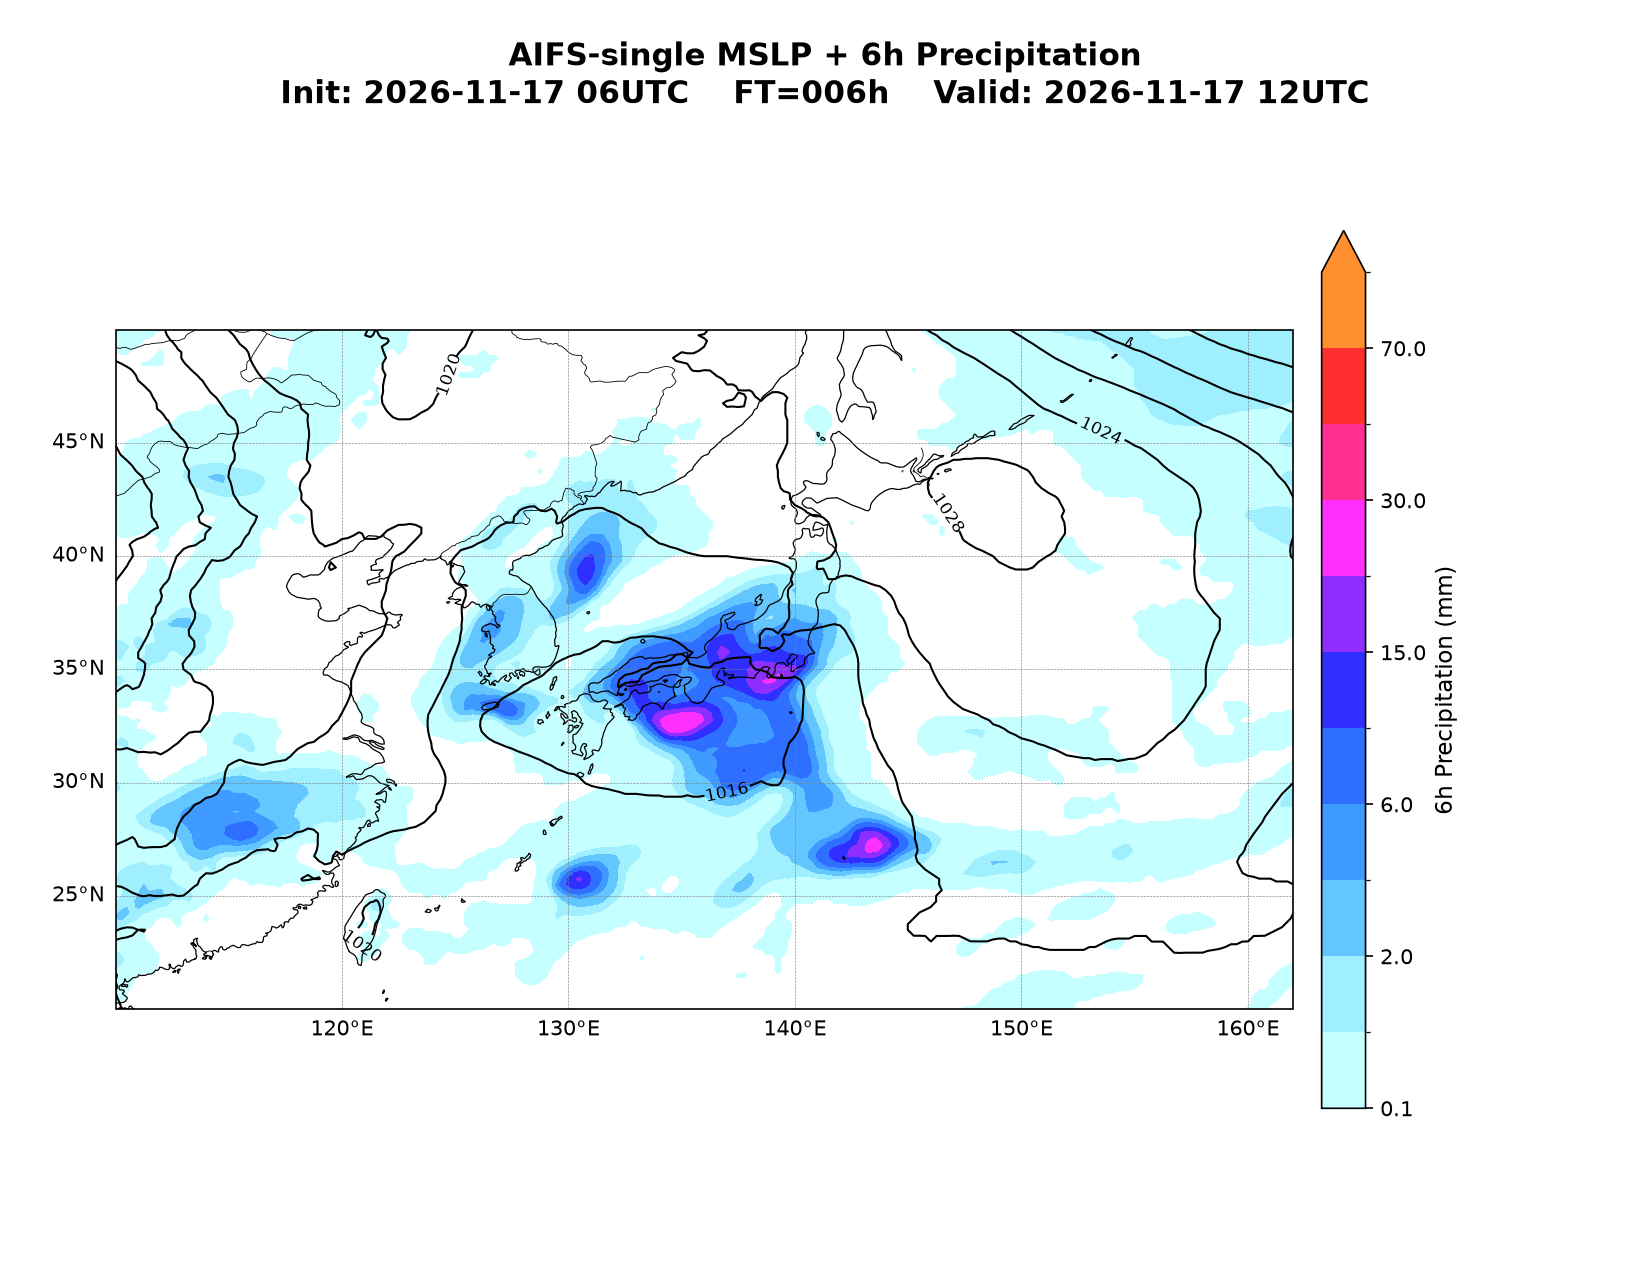 AIFS-single MSLP + 6h Precipitation
Init: 2026-11-17 06UTC    FT=006h    Valid: 2026-11-17 12UTC
1020
1024
1028
1016
1020
45°N
40°N
35°N
30°N
25°N
120°E
130°E
140°E
150°E
160°E
70.0
30.0
15.0
6.0
2.0
0.1
6h Precipitation (mm)